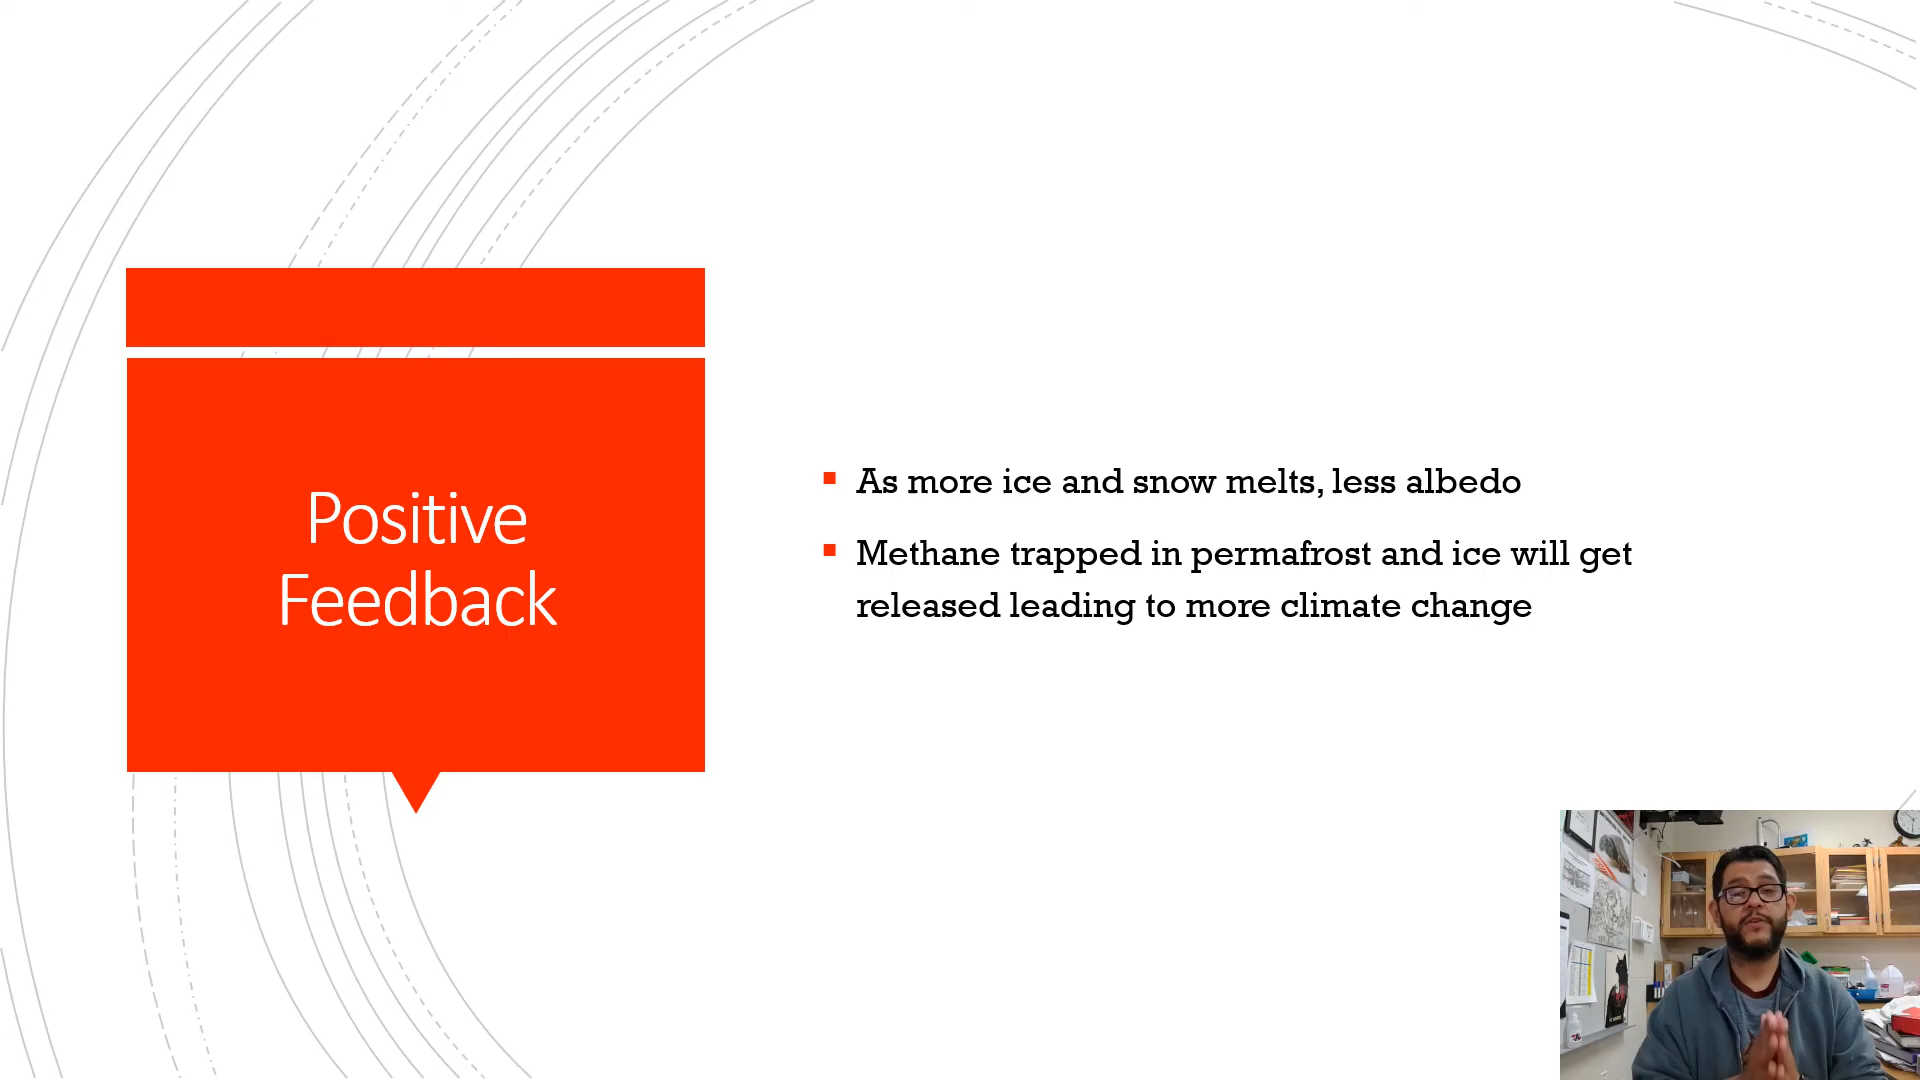 Positive
Feedback
As more ice and snow melts, less albedo
Methane trapped in permafrost and ice will get
released leading to more climate change